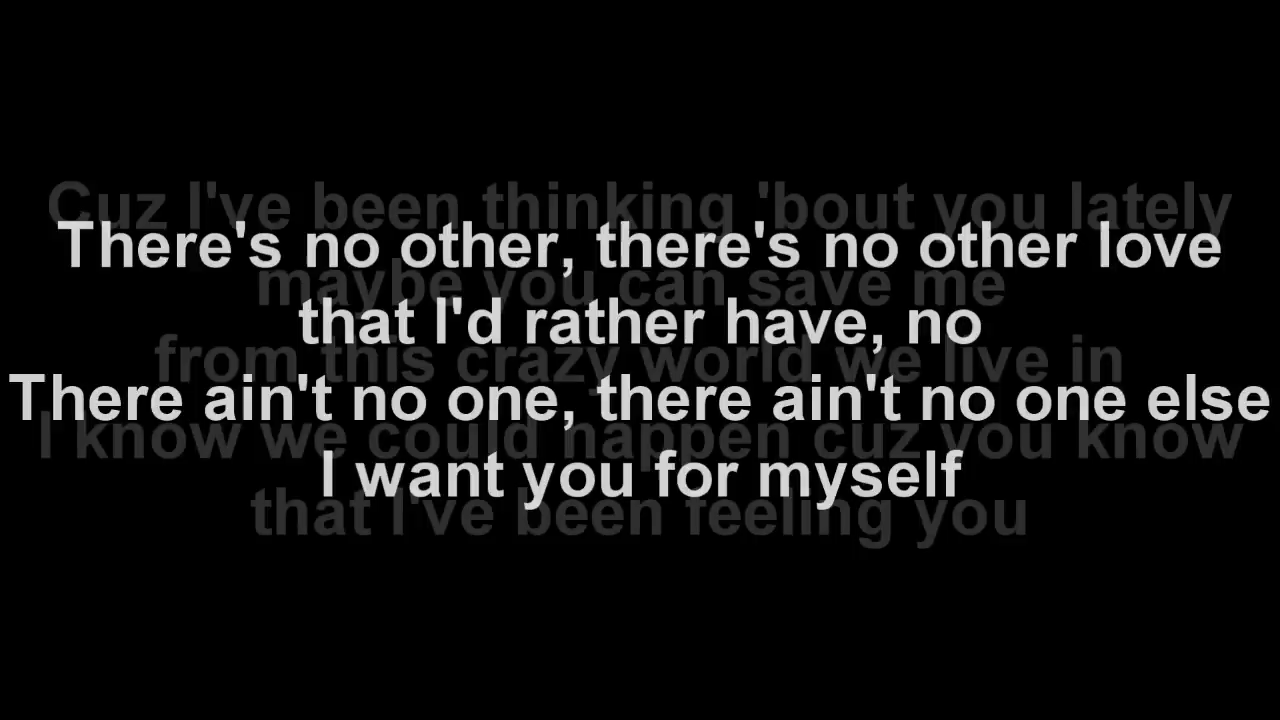 Cuz I've been thinking 'bout you lately
There's no other, there's no other love
maybe you can save me
that I'd rather have, no
from this crazy world we live in
There ain't no one, there ain't no one else
I know we could happen cuz you know
I want you for myself
that I've been feeling you